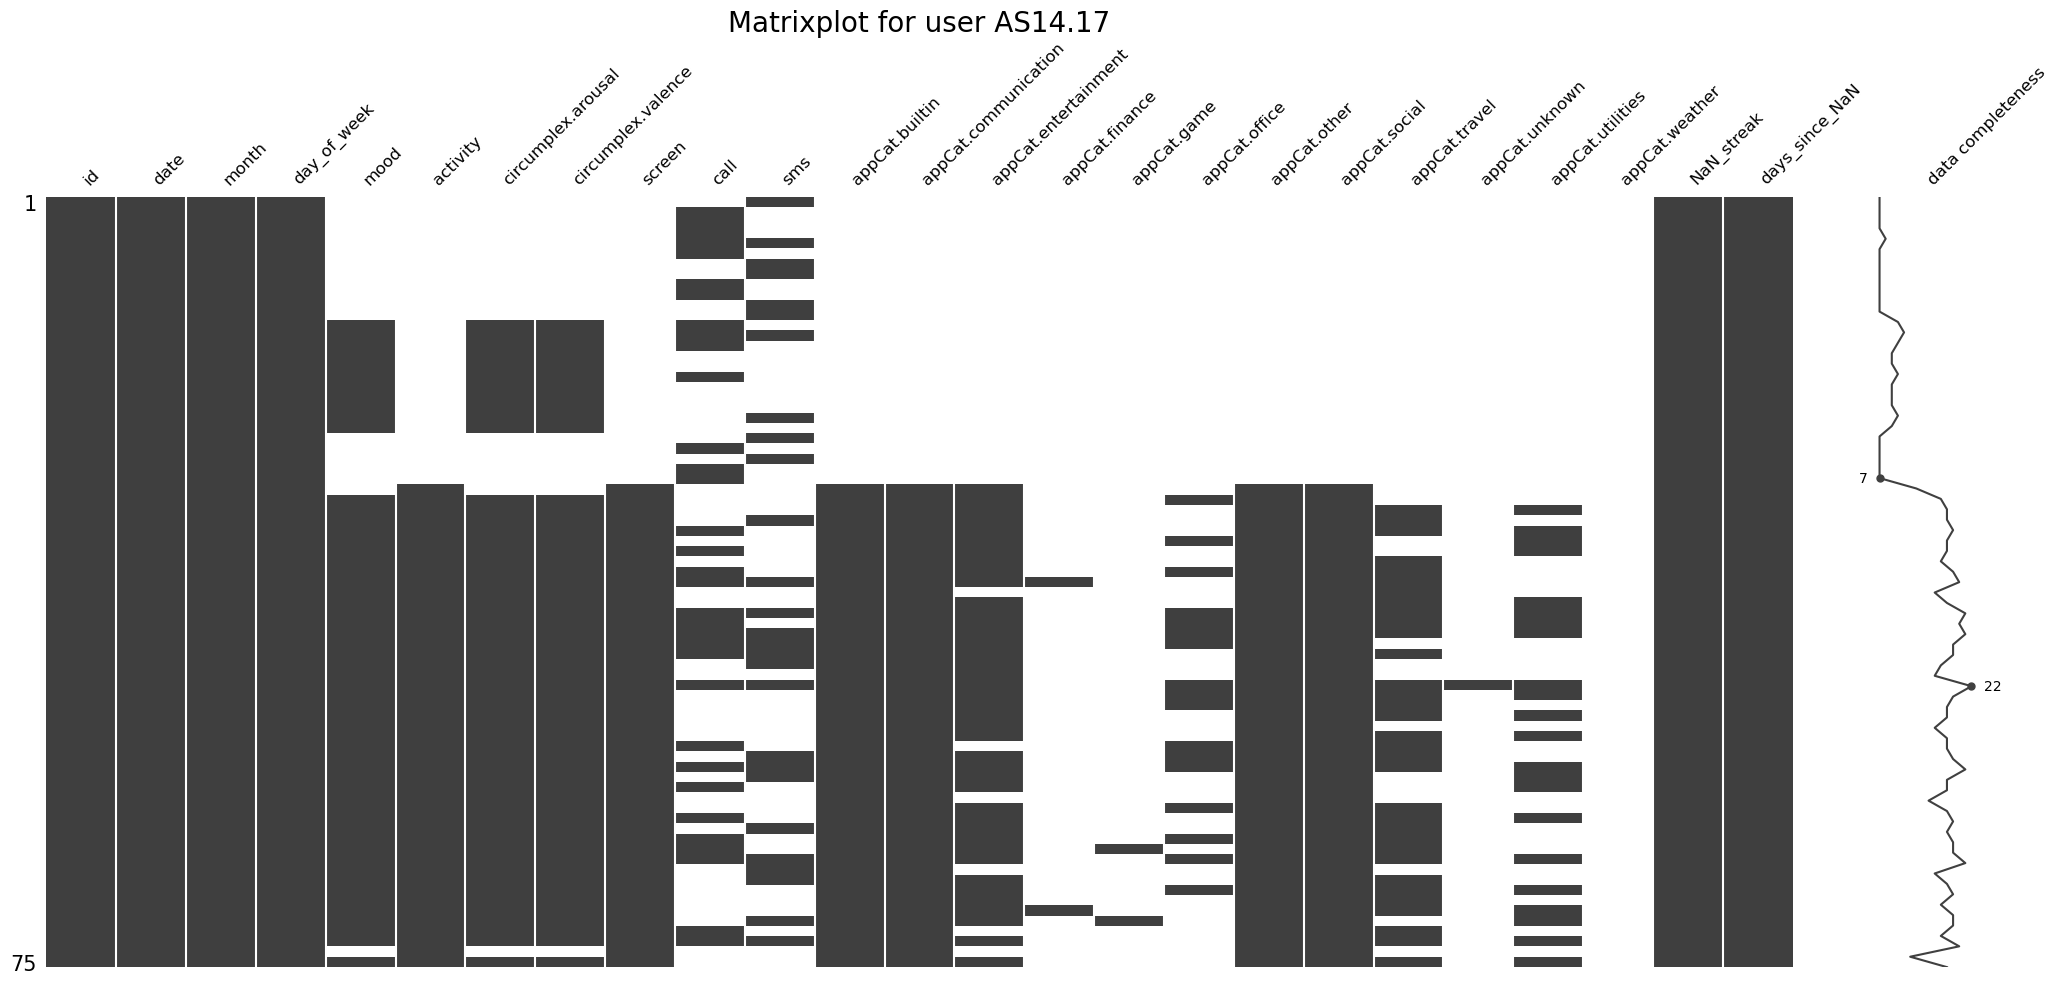 Matrixplot for user AS14.17
id
date
month
day_of_week
mood
activity
circumplex.arousal
circumplex.valence
screen
call
sms
appCat.builtin
appCat.communication
appCat.entertainment
appCat.finance
appCat.game
appCat.office
appCat.other
appCat.social
appCat.travel
appCat.unknown
appCat.utilities
appCat.weather
NaN_streak
days_since_NaN
data completeness
1
7
22
75